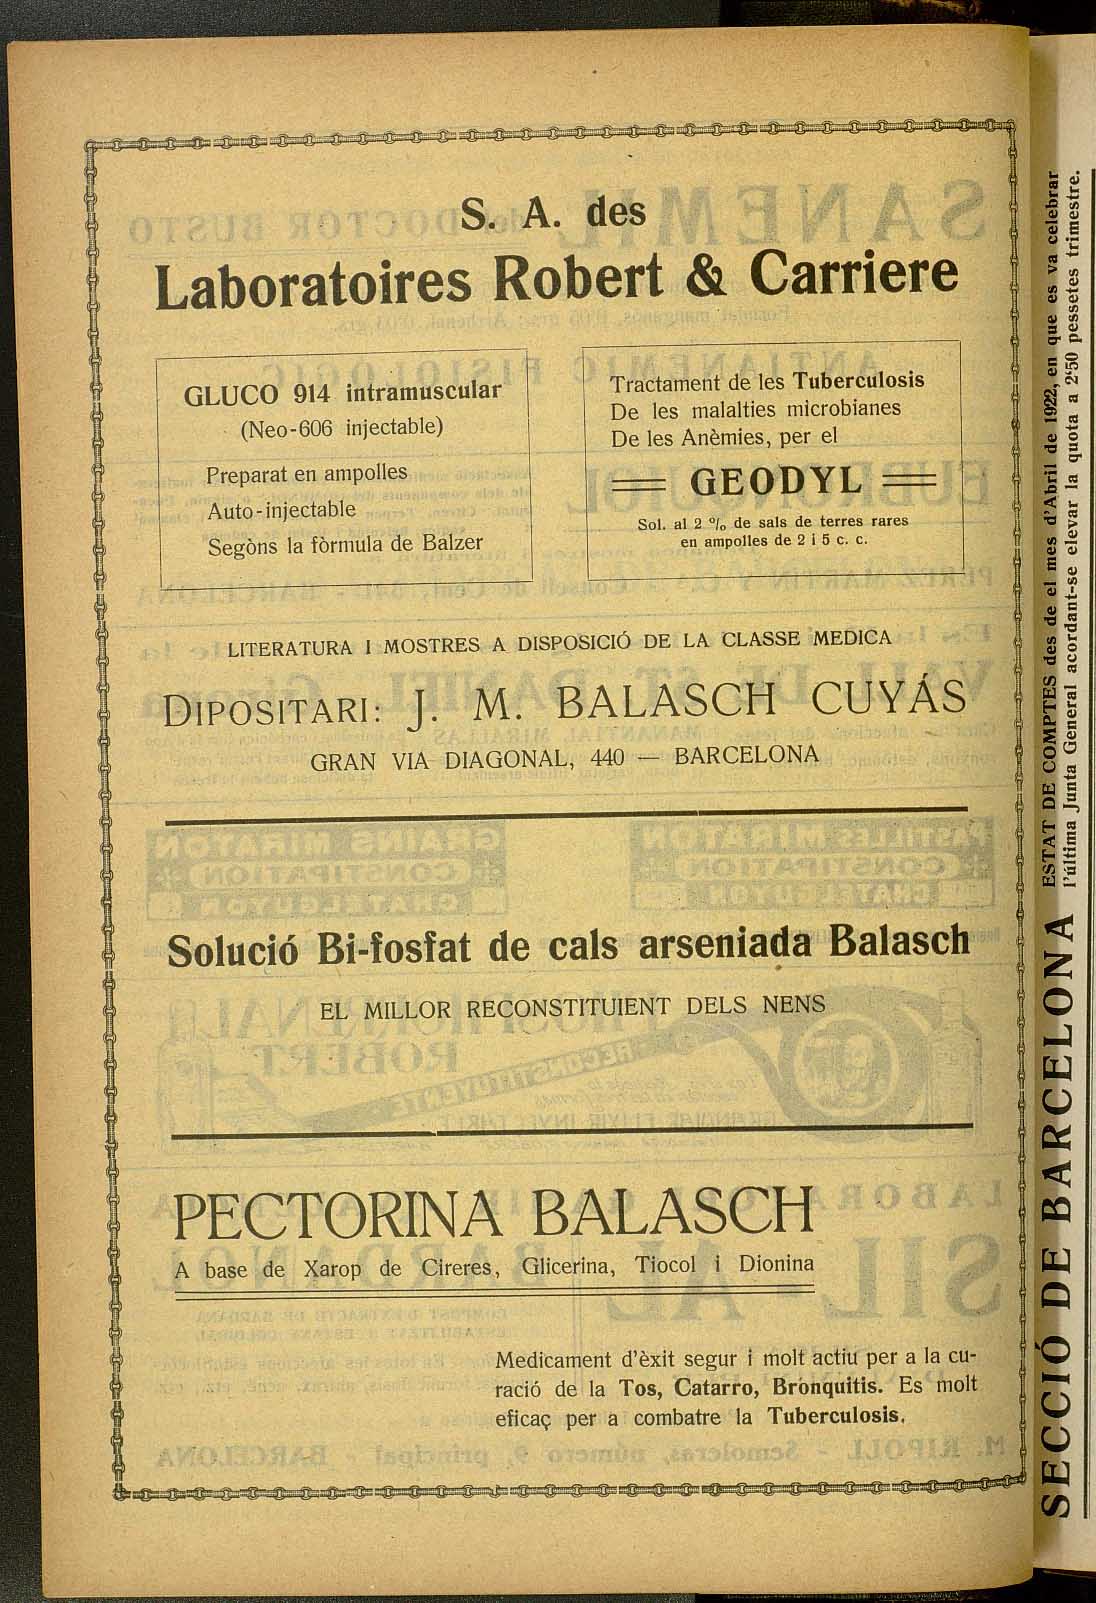 S. A. des
Laboratoires Robert & Carriere
GLUCO 914 intramuscular
(Neo-606 injectable)
Preparat en ampolles
Auto-injectable
Segòns la fòrmula de Balzer
Tractament de les Tuberculosis
De les malalties microbianes
De les Anèmies, per el
GEODYL
Sol. al 2 % de sals de terres rares
en ampolles de 2 i 5 c. c.
LITERATURA I MOSTRES A DISPOSICIÓ DE LA CLASSE MEDICA
DIPOSITARI: J. M. BALASCH CUYÁS
GRAN VIA DIAGONAL, 440 — BARCELONA
Solució Bi-fosfat de cals arseniada Balasch
EL MILLOR RECONSTITUIENT DELS NENS
PECTORINA BALASCH
A base de Xarop de Cireres, Glicerina, Tiocol i Dionina
Medicament d'èxit segur i molt actiu per a la cu-
ració de la Tos, Catarro, Bronquitis. Es molt
eficaç per a combatre la Tuberculosis.
SECCIÓ DE BARCELONA
ESTAT DE COMPTES des de el mes d'Abril de 1922, en que es va celebrar
l'última Junta General acordant-se elevar la quota a 2'50 pessetes trimestre.